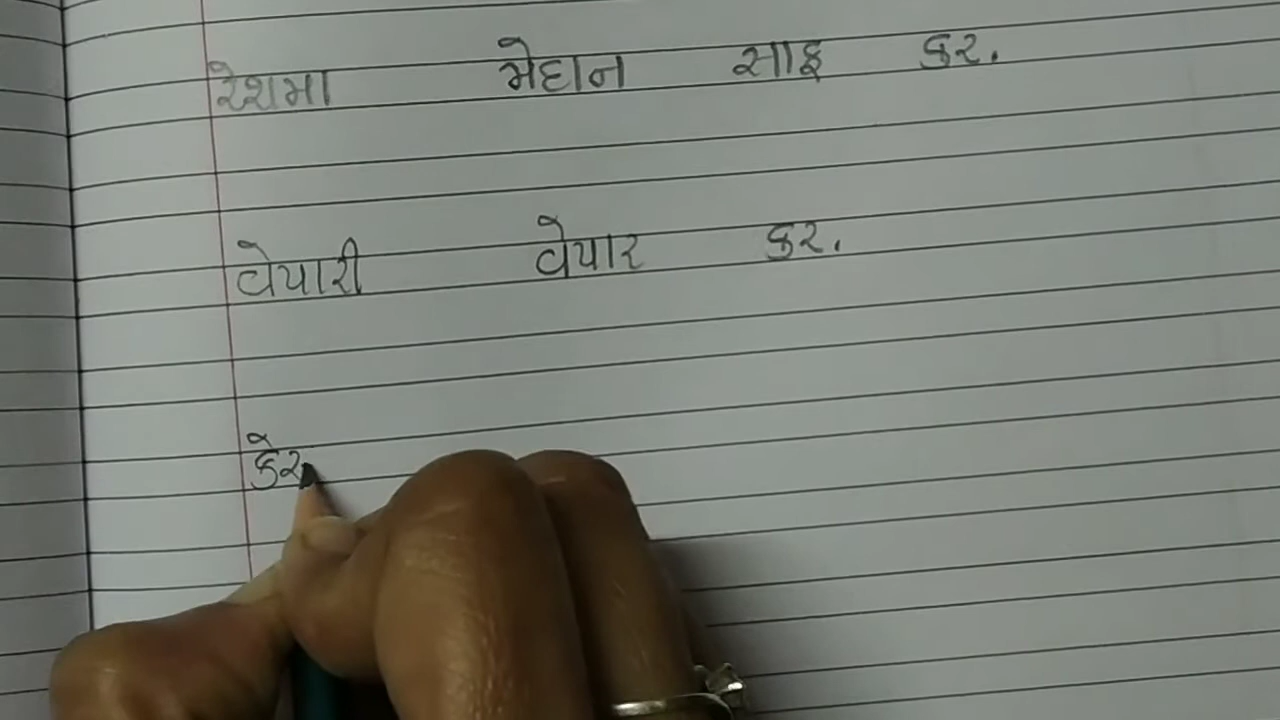 રેશમા મેદાન સાફ કર.
વેપારી વેપાર કર.
કેર